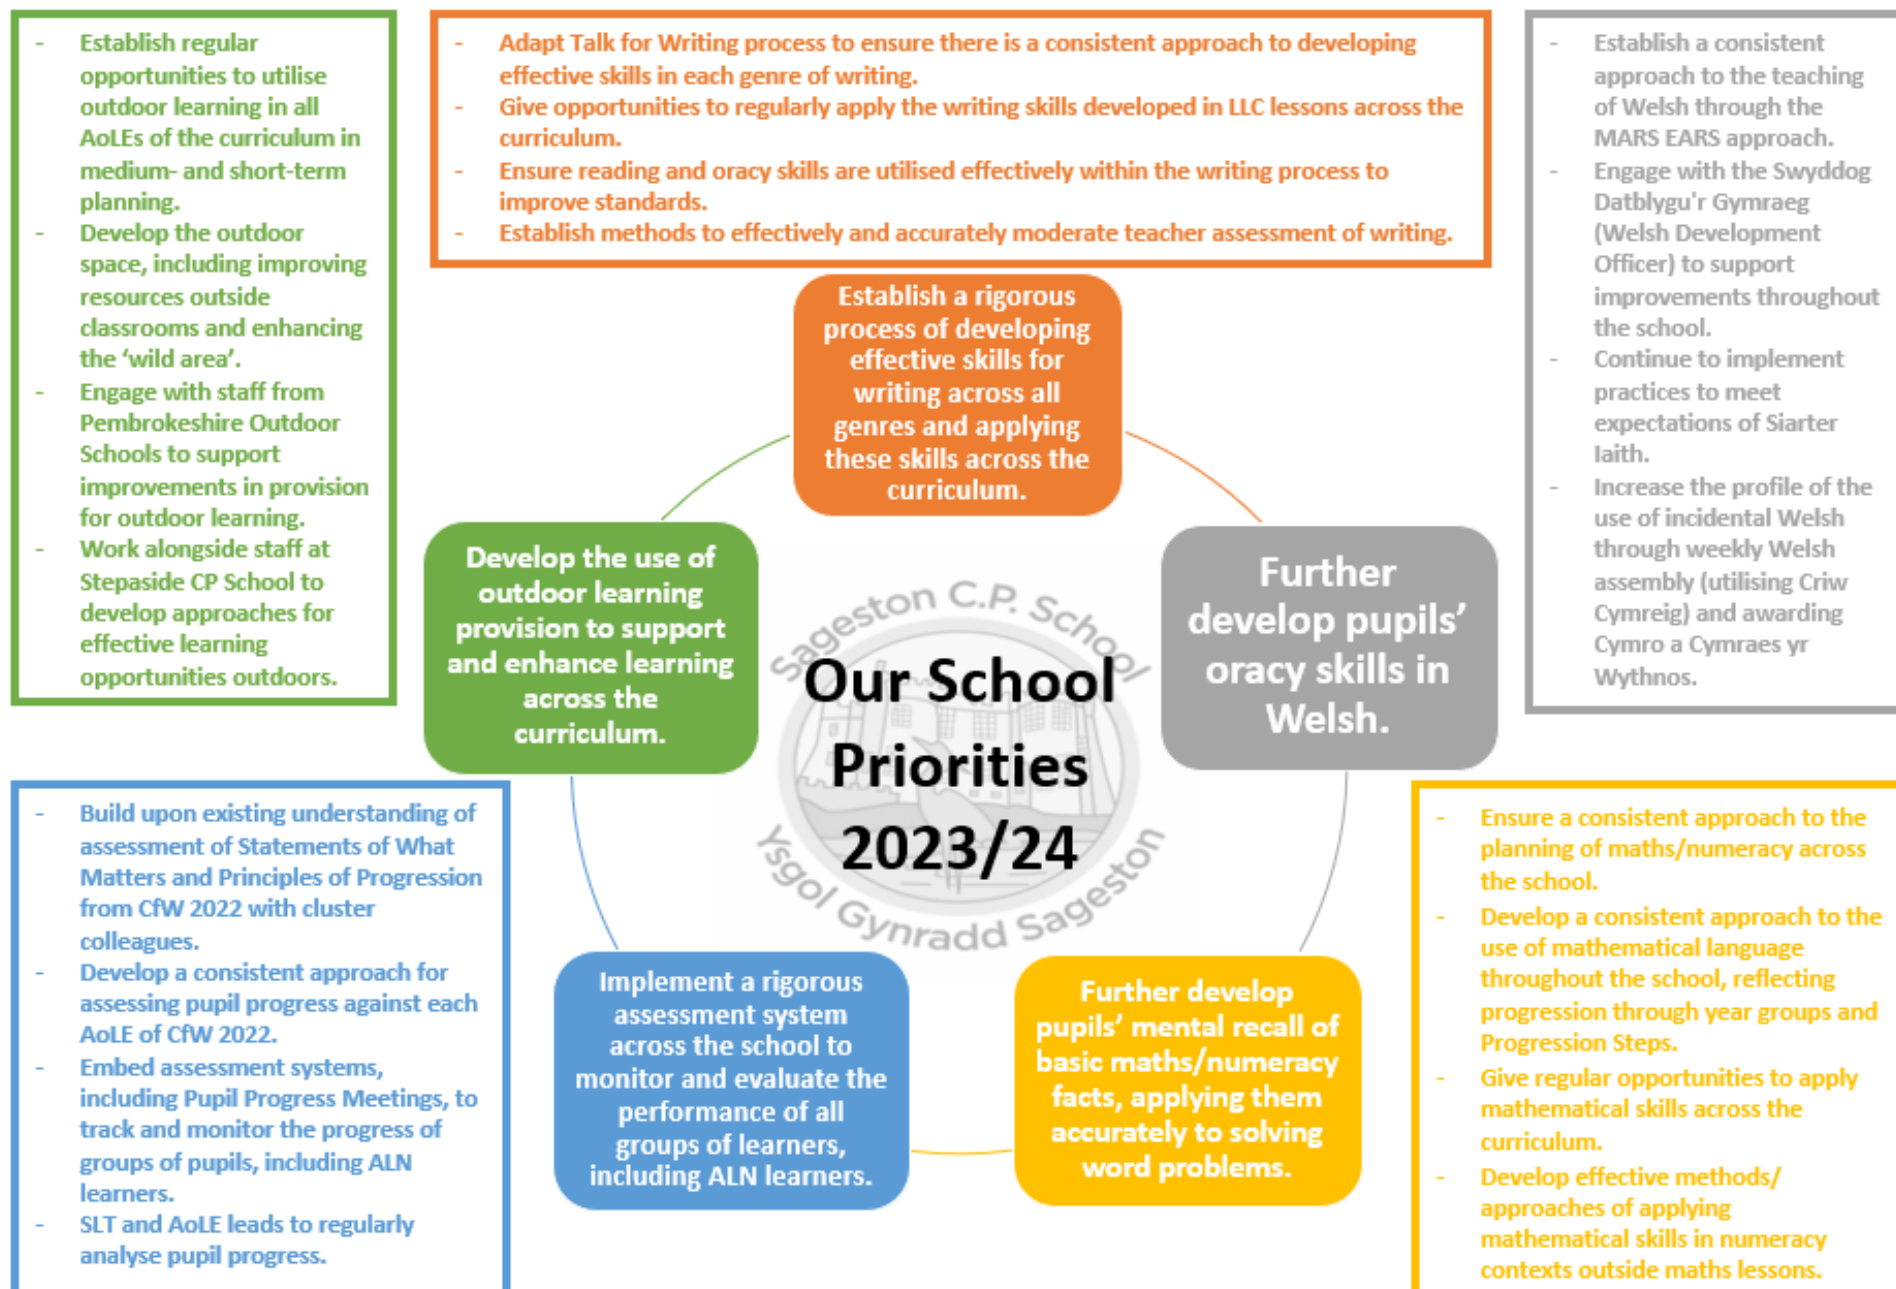 - Establish regular
opportunities to utilise
outdoor learning in all
AoLEs of the curriculum in
medium- and short-term
planning.
- Develop the outdoor
space, including improving
resources outside
classrooms and enhancing
the ‘wild area’.
- Engage with staff from
Pembrokeshire Outdoor
Schools to support
improvements in provision
for outdoor learning.
- Work alongside staff at
Stepaside CP School to
develop approaches for
effective learning
opportunities outdoors.
- Adapt Talk for Writing process to ensure there is a consistent approach to developing
effective skills in each genre of writing.
- Give opportunities to regularly apply the writing skills developed in LLC lessons across the
curriculum.
- Ensure reading and oracy skills are utilised effectively within the writing process to
improve standards.
- Establish methods to effectively and accurately moderate teacher assessment of writing.
- Establish a consistent
approach to the teaching
of Welsh through the
MARS EARS approach.
- Engage with the Swyddog
Datblygu'r Gymraeg
(Welsh Development
Officer) to support
improvements throughout
the school.
- Continue to implement
practices to meet
expectations of Siarter
Iaith.
- Increase the profile of the
use of incidental Welsh
through weekly Welsh
assembly (utilising Criw
Cymreig) and awarding
Cymro a Cymraes yr
Wythnos.
Establish a rigorous
process of developing
effective skills for
writing across all
genres and applying
these skills across the
curriculum.
Develop the use of
outdoor learning
provision to support
and enhance learning
across the
curriculum.
Further
develop pupils’
oracy skills in
Welsh.
Sageston C.P. School
Our School
Priorities
2023/24
Ysgol Gynradd Sageston
- Build upon existing understanding of
assessment of Statements of What
Matters and Principles of Progression
from CfW 2022 with cluster
colleagues.
- Develop a consistent approach for
assessing pupil progress against each
AoLE of CfW 2022.
- Embed assessment systems,
including Pupil Progress Meetings, to
track and monitor the progress of
groups of pupils, including ALN
learners.
- SLT and AoLE leads to regularly
analyse pupil progress.
Implement a rigorous
assessment system
across the school to
monitor and evaluate the
performance of all
groups of learners,
including ALN learners.
Further develop
pupils’ mental recall of
basic maths/numeracy
facts, applying them
accurately to solving
word problems.
- Ensure a consistent approach to the
planning of maths/numeracy across
the school.
- Develop a consistent approach to the
use of mathematical language
throughout the school, reflecting
progression through year groups and
Progression Steps.
- Give regular opportunities to apply
mathematical skills across the
curriculum.
- Develop effective methods/
approaches of applying
mathematical skills in numeracy
contexts outside maths lessons.